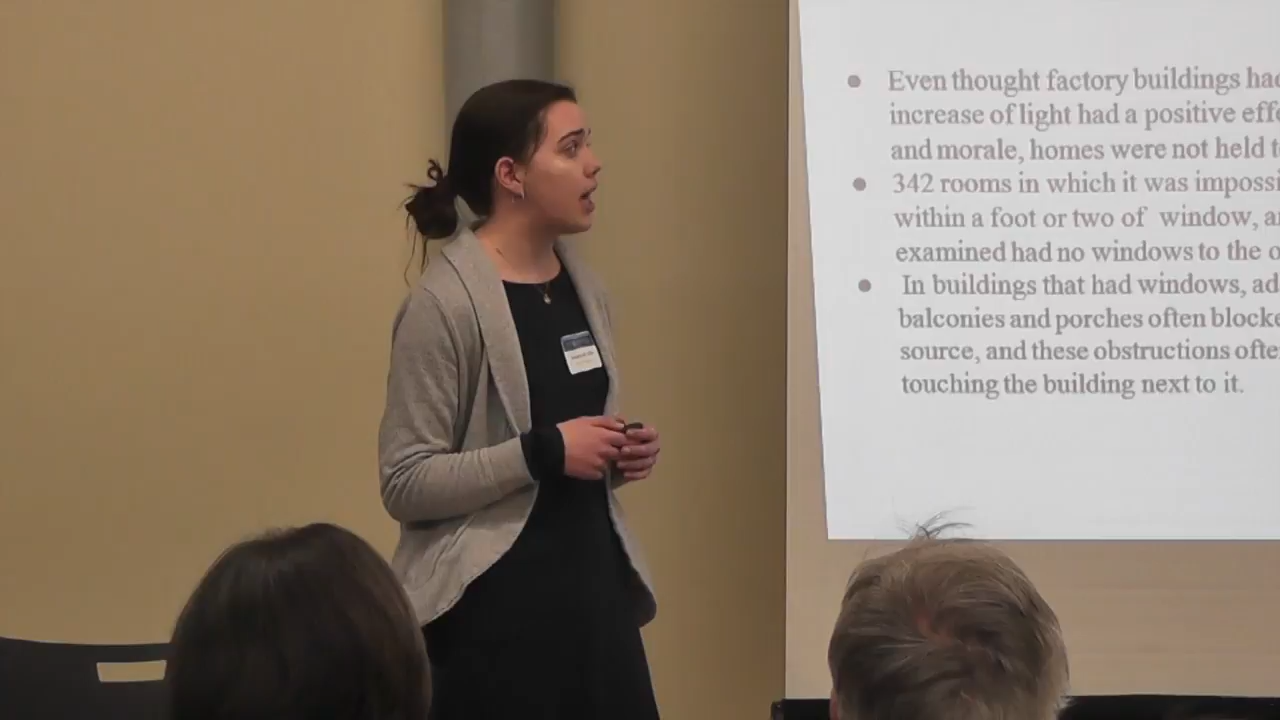 Even thought factory buildings had
increase of light had a positive effe
and morale, homes were not held t
342 rooms in which it was impossi
within a foot or two of window, a
examined had no windows to the o
In buildings that had windows, ad
balconies and porches often blocke
source, and these obstructions ofte
touching the building next to it.